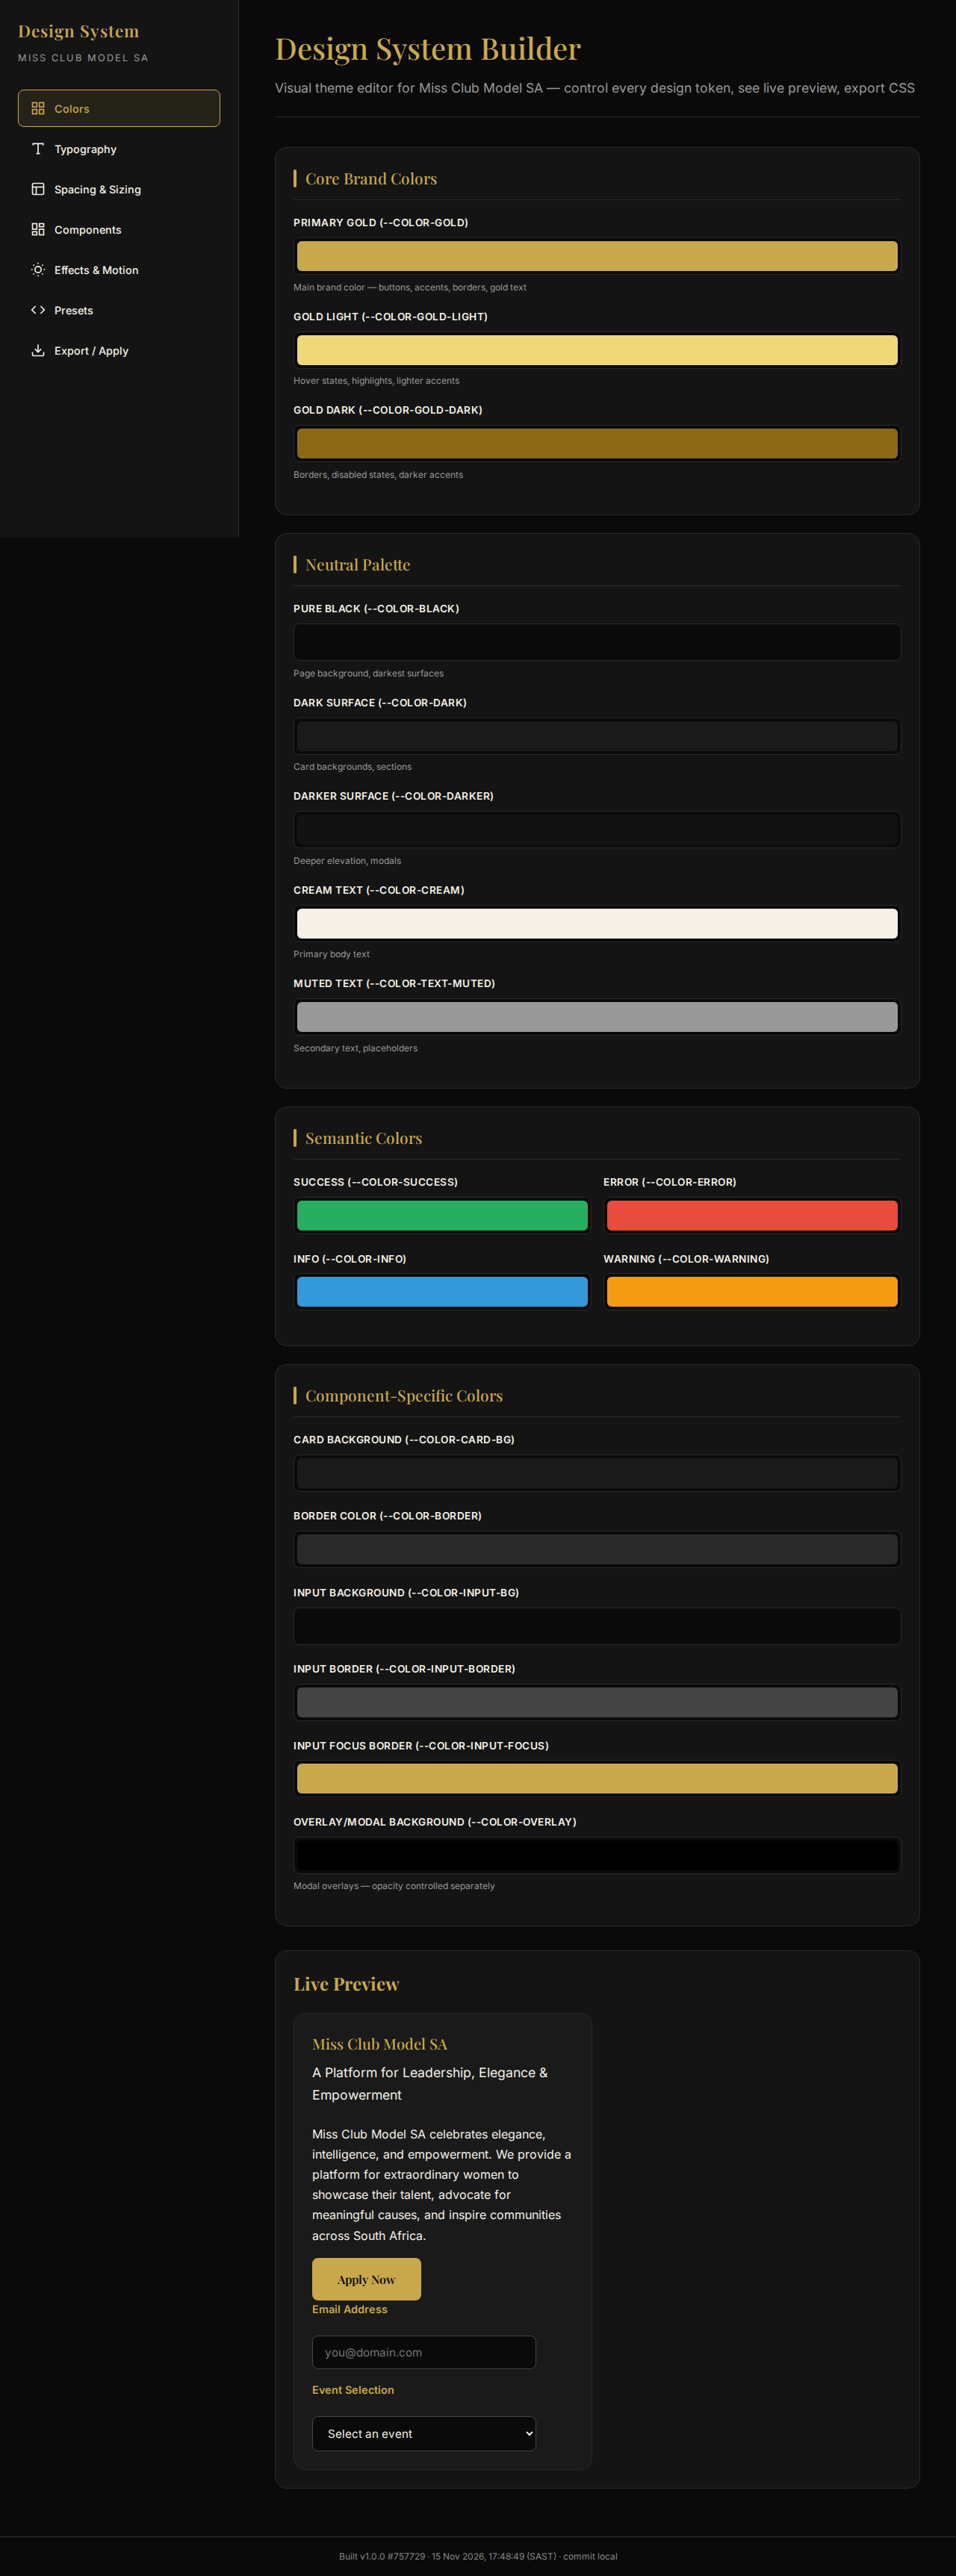 Design System
MISS CLUB MODEL SA
Colors
Typography
Spacing & Sizing
Components
Effects & Motion
Presets
Export / Apply
Design System Builder
Visual theme editor for Miss Club Model SA — control every design token, see live preview, export CSS
Core Brand Colors
PRIMARY GOLD (--COLOR-GOLD)
Main brand color — buttons, accents, borders, gold text
GOLD LIGHT (--COLOR-GOLD-LIGHT)
Hover states, highlights, lighter accents
GOLD DARK (--COLOR-GOLD-DARK)
Borders, disabled states, darker accents
Neutral Palette
PURE BLACK (--COLOR-BLACK)
Page background, darkest surfaces
DARK SURFACE (--COLOR-DARK)
Card backgrounds, sections
DARKER SURFACE (--COLOR-DARKER)
Deeper elevation, modals
CREAM TEXT (--COLOR-CREAM)
Primary body text
MUTED TEXT (--COLOR-TEXT-MUTED)
Secondary text, placeholders
Semantic Colors
SUCCESS (--COLOR-SUCCESS)
ERROR (--COLOR-ERROR)
INFO (--COLOR-INFO)
WARNING (--COLOR-WARNING)
Component-Specific Colors
CARD BACKGROUND (--COLOR-CARD-BG)
BORDER COLOR (--COLOR-BORDER)
INPUT BACKGROUND (--COLOR-INPUT-BG)
INPUT BORDER (--COLOR-INPUT-BORDER)
INPUT FOCUS BORDER (--COLOR-INPUT-FOCUS)
OVERLAY/MODAL BACKGROUND (--COLOR-OVERLAY)
Modal overlays — opacity controlled separately
Live Preview
Miss Club Model SA
A Platform for Leadership, Elegance &
Empowerment
Miss Club Model SA celebrates elegance,
intelligence, and empowerment. We provide a
platform for extraordinary women to
showcase their talent, advocate for
meaningful causes, and inspire communities
across South Africa.
Apply Now
Email Address
you@domain.com
Event Selection
Select an event
Built v1.0.0 #757729 · 15 Nov 2026, 17:48:49 (SAST) · commit local